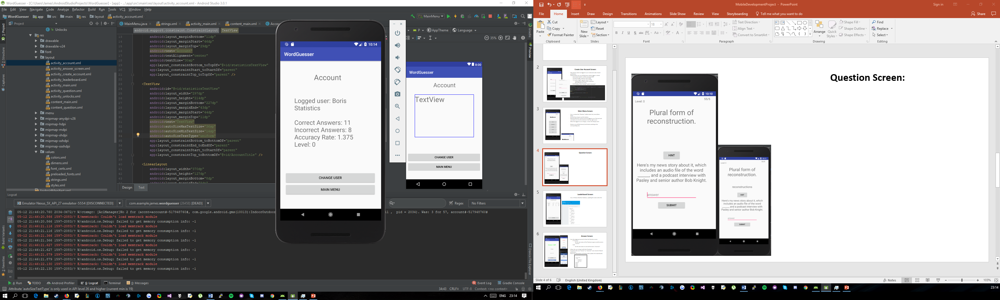 WordGuesser - [C:\Users\James\AndroidStudioProjects\WordGuesser] - [app] - ...\app\src\main\res\layout\activity_account.xml - Android Studio 3.0.1
File Edit View Navigate Code Analyze Refactor Build Run Tools VCS Window Help
WordGuesser app src main res layout activity_account.xml
MainMenu
Project
MainMenu.java strings.xml activity_main.xml content_main.xml Accou
android.support.constraint.ConstraintLayout TextView
Unlocks
res
drawable
drawable-v24
font
layout
activity_account.xml
activity_answer_screen.xml
activity_create_account.xml
activity_leaderboard.xml
activity_main.xml
activity_question.xml
activity_unlocks.xml
content_main.xml
content_question.xml
menu
mipmap-anydpi-v26
mipmap-hdpi
mipmap-mdpi
mipmap-xhdpi
mipmap-xxhdpi
mipmap-xxxhdpi
values
colors.xml
dimens.xml
font_certs.xml
preloaded_fonts.xml
strings.xml
styles.xml
AndroidManifest.xml
13 android:layout_marginBottom="11dp"
14 android:layout_marginStart="46dp"
15 android:layout_marginTop="29dp"
16 android:text="Account"
17 android:textAlignment="center"
18 android:textSize="30sp"
19 app:layout_constraintBottom_toTopOf="@+id/statisticsTextView"
20 app:layout_constraintStart_toStartOf="parent"
21 app:layout_constraintTop_toTopOf="parent" />
22
23 <TextView
24 android:id="@+id/statisticsTextView"
25 android:layout_width="297dp"
26 android:layout_height="214dp"
27 android:layout_marginBottom="227dp"
28 android:layout_marginEnd="43dp"
29 android:layout_marginStart="44dp"
30 android:layout_marginTop="11dp"
31 android:text="TextView"
32 android:autoSizeMaxTextSize="36sp"
33 android:autoSizeMinTextSize="14sp"
34 android:autoSizeTextType="uniform"
35 app:layout_constraintBottom_toBottomOf="parent"
36 app:layout_constraintEnd_toEndOf="parent"
37 app:layout_constraintStart_toStartOf="parent"
38 app:layout_constraintTop_toBottomOf="@+id/AccountTitle" />
39
40 <LinearLayout
41 android:layout_width="370dp"
42 android:layout_height="127dp"
43 android:layout_marginBottom="8dp"
Design Text
10:14
WordGuesser
Account
Logged user: Boris
Statistics
Correct Answers: 11
Incorrect Answers: 8
Accuracy Rate: 1.375
Level: 0
CHANGE USER
MAIN MENU
P AppTheme Language
35%
8:00
WordGuesser
Account
TextView
CHANGE USER
MAIN MENU
1: Project
7: Structure
Captures
Build Variants
2: Favorites
Gradle
Preview
Device File Explorer
Logcat
Emulator Nexus_5X_API_27 emulator-5554 [DISCONNECTED] com.example.james.wordguesser (26458) [DEAD] Regex No Filters
05-12 21:46:20.760 2034-3672/? W/ctxmgr: [AclManager]No 2 for (accnt=account#-517948760#, com.google.android.gms(10013):IndoorOutdoor ll , pid = 2034). Was: 3 for 57, account#-517948760#
05-12 21:46:20.866 1597-2083/? E/memtrack: Couldn't load memtrack module
05-12 21:46:20.866 1597-2083/? W/android.os.Debug: failed to get memory consumption info: -1
05-12 21:46:21.116 1597-2083/? E/memtrack: Couldn't load memtrack module
05-12 21:46:21.116 1597-2083/? W/android.os.Debug: failed to get memory consumption info: -1
05-12 21:46:21.366 1597-2083/? E/memtrack: Couldn't load memtrack module
05-12 21:46:21.366 1597-2083/? W/android.os.Debug: failed to get memory consumption info: -1
05-12 21:46:21.627 1597-2083/? E/memtrack: Couldn't load memtrack module
05-12 21:46:21.627 1597-2083/? W/android.os.Debug: failed to get memory consumption info: -1
05-12 21:46:21.879 1597-2083/? E/memtrack: Couldn't load memtrack module
05-12 21:46:21.879 1597-2083/? W/android.os.Debug: failed to get memory consumption info: -1
05-12 21:46:22.130 1597-2083/? E/memtrack: Couldn't load memtrack module
05-12 21:46:22.130 1597-2083/? W/android.os.Debug: failed to get memory consumption info: -1
4: Run TODO Android Profiler 6: Logcat Terminal 0: Messages Event Log Gradle Console
Attribute `autoSizeTextType` is only used in API level 26 and higher (current min is 19) 34:43 CRLF UTF-8 Context: <no context>
ENG 23:14
MobileDevelopmentProject - PowerPoint Sign in
File Home Insert Draw Design Transitions Animations Slide Show Review View Storyboarding Tell me what you want to do Share
Paste Cut Copy Format Painter
New Slide Layout Reset Section
18
Text Direction Align Text Convert to SmartArt
Arrange Quick Styles Shape Fill Shape Outline Shape Effects
Find Replace Select
Clipboard Slides Font Paragraph Drawing Editing
2
Create User Account Screen:
3
Main Menu Screen:
4
Question Screen:
5
Leaderboard Screen:
6
Answer Screen:
Question Screen:
10:10
Level: 0 55/5
Plural form of
reconstruction.
HINT
Here's my news story about it, which
includes an audio file of the word
______, and a podcast interview with
Pasley and senior author Bob Knight.
answer
SUBMIT
10:11
Level: 0 55/5
Plural form of
reconstruction.
reconstructions
HINT
Here's my news story about it, which
includes an audio file of the word
______, and a podcast interview with
Pasley and senior author Bob Knight.
answer
SUBMIT
Slide 4 of 6 English (United Kingdom) Notes 103%
23:14